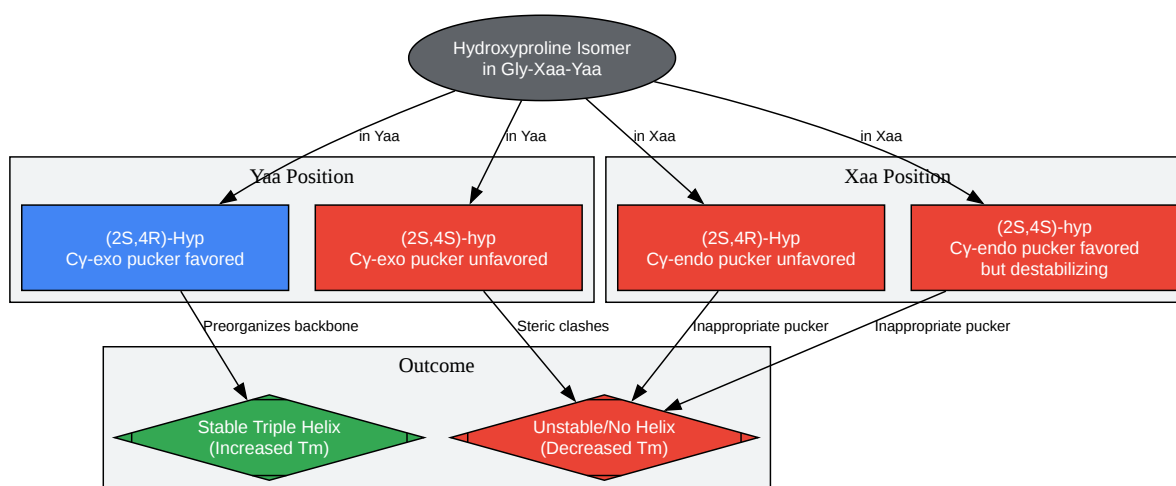 Hydroxyproline Isomer
in Gly-Xaa-Yaa
in Yaa
in Yaa
in Xaa
in Xaa
Yaa Position
Xaa Position
(2S,4R)-Hyp
Cγ-exo pucker favored
(2S,4S)-hyp
Cγ-exo pucker unfavored
(2S,4R)-Hyp
Cγ-endo pucker unfavored
(2S,4S)-hyp
Cγ-endo pucker favored
but destabilizing
Preorganizes backbone
Steric clashes
Inappropriate pucker
Inappropriate pucker
Outcome
Stable Triple Helix
(Increased Tm)
Unstable/No Helix
(Decreased Tm)